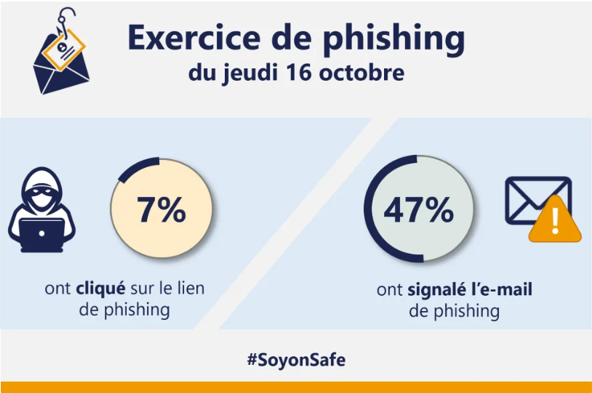 Exercice de phishing
du jeudi 16 octobre
7%
47%
ont cliqué sur le lien
de phishing
ont signalé l'e-mail
de phishing
#SoyonSafe